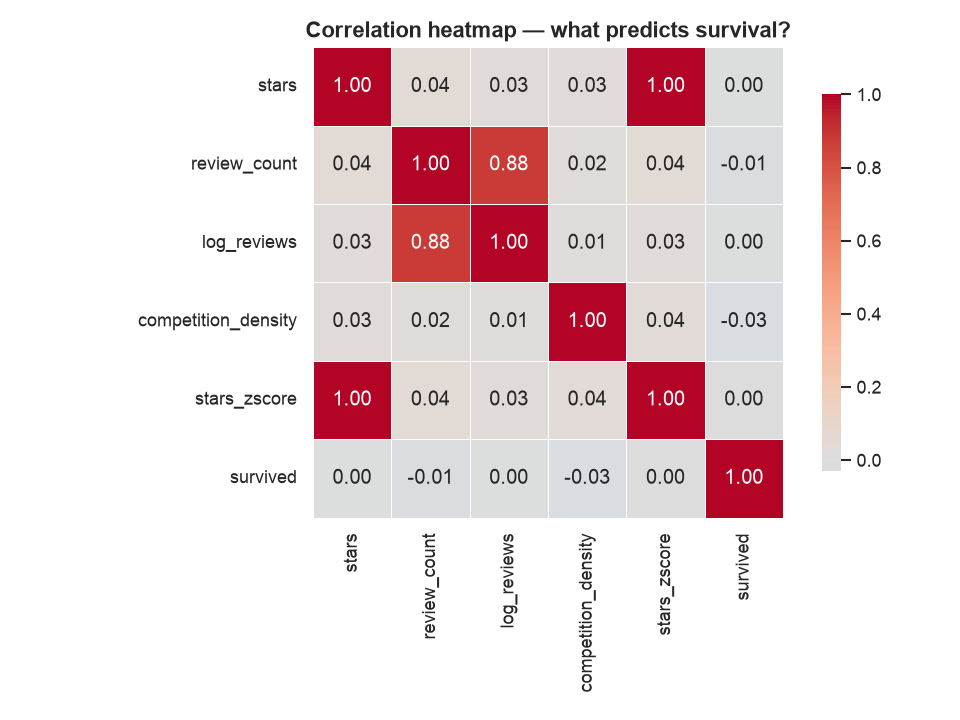 Correlation heatmap — what predicts survival?
stars 1.00 0.04 0.03 0.03 1.00 0.00
review_count 0.04 1.00 0.88 0.02 0.04 -0.01
log_reviews 0.03 0.88 1.00 0.01 0.03 0.00
competition_density 0.03 0.02 0.01 1.00 0.04 -0.03
stars_zscore 1.00 0.04 0.03 0.04 1.00 0.00
survived 0.00 -0.01 0.00 -0.03 0.00 1.00
stars
review_count
log_reviews
competition_density
stars_zscore
survived
1.0
0.8
0.6
0.4
0.2
0.0